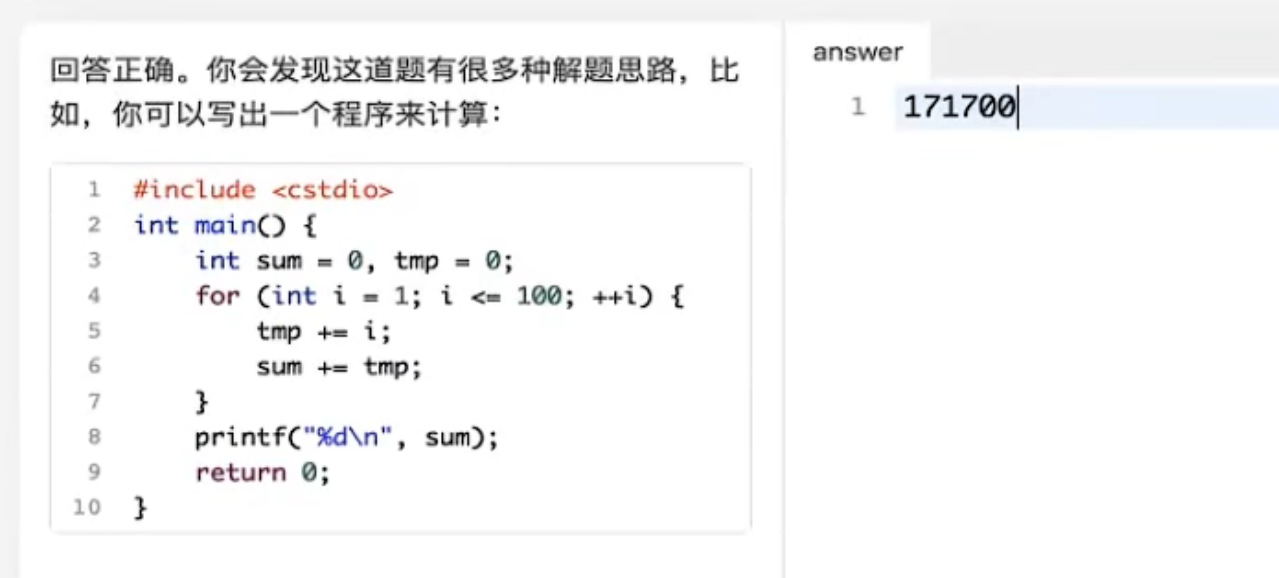 回答正确。你会发现这道题有很多种解题思路，比
如，你可以写出一个程序来计算：
1 #include <cstdio>
2 int main() {
3     int sum = 0, tmp = 0;
4     for (int i = 1; i <= 100; ++i) {
5         tmp += i;
6         sum += tmp;
7     }
8     printf("%d\n", sum);
9     return 0;
10 }
answer
1 171700